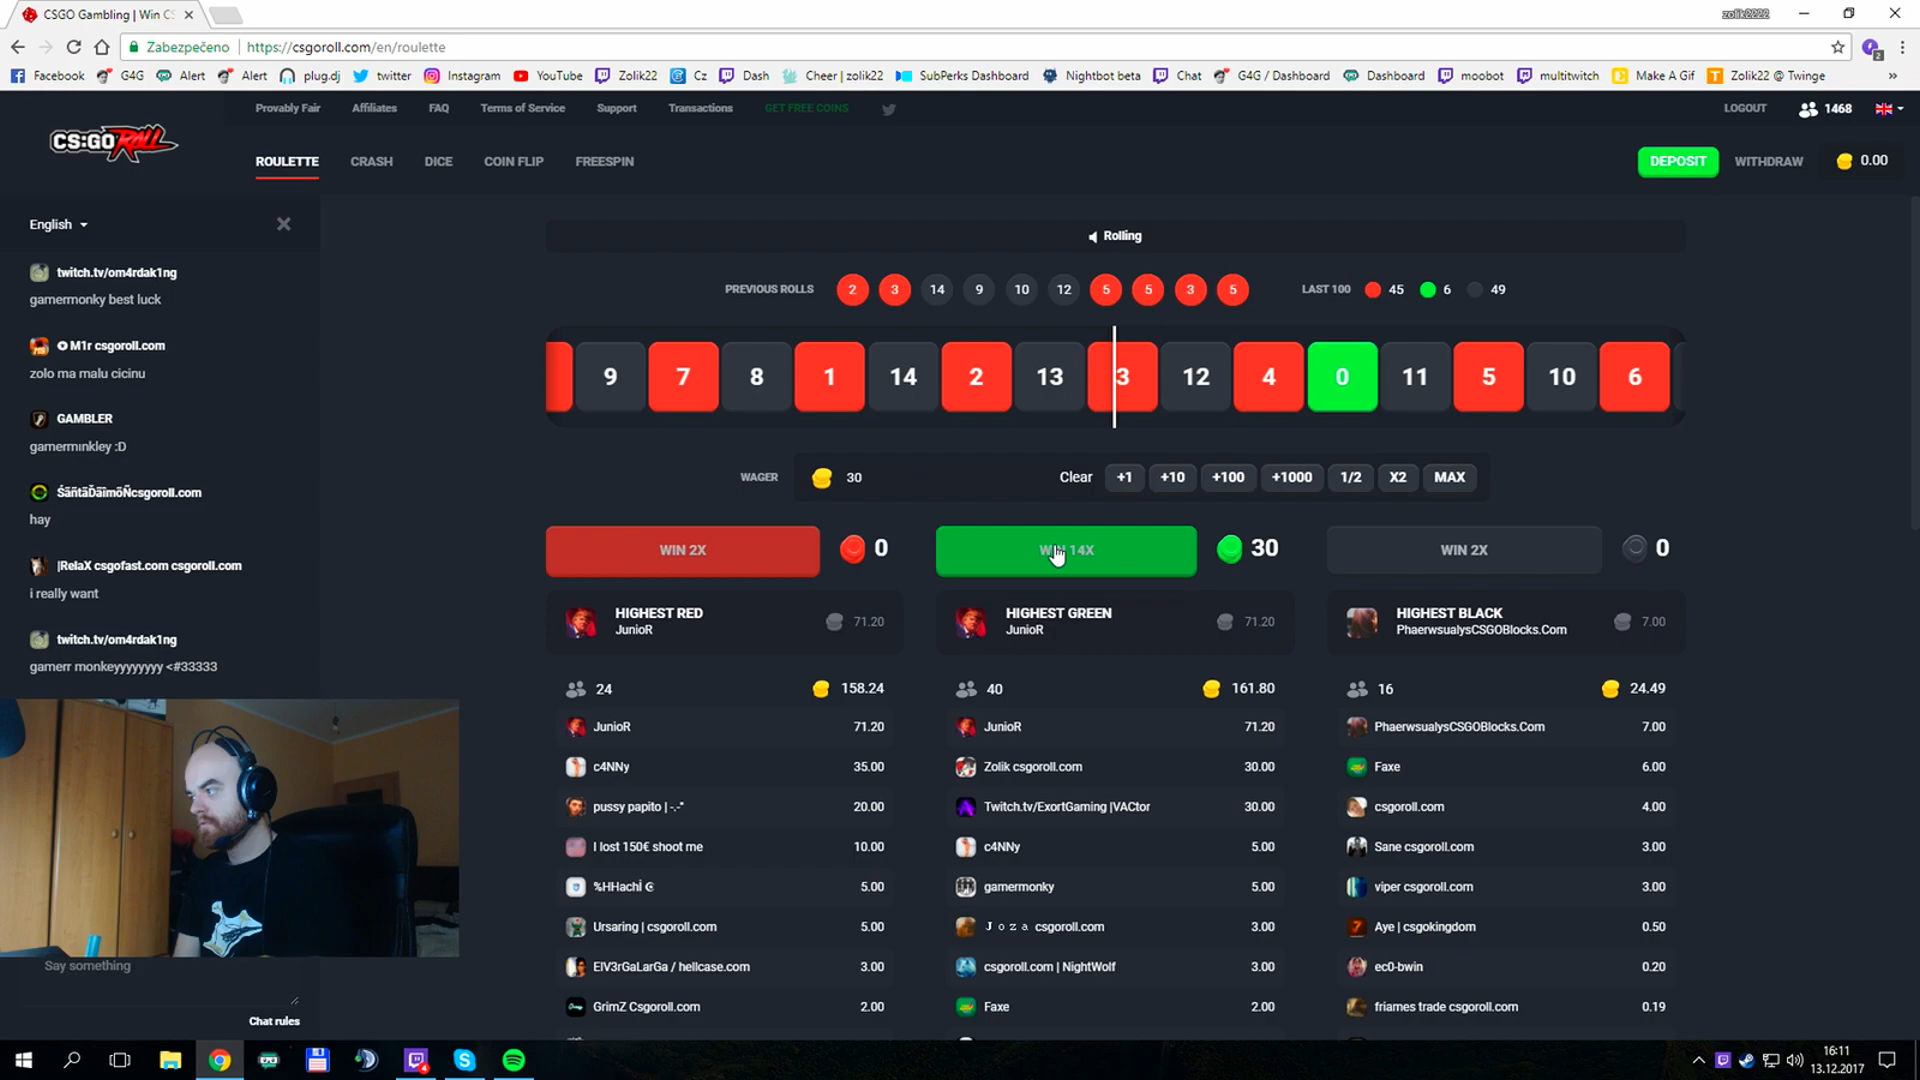 CSGO Gambling | Win CS
zolik2222
Zabezpečeno
https://csgoroll.com/en/roulette
2
Facebook
G4G
Alert
Alert
plug.dj
twitter
Instagram
YouTube
Zolik22
Cz
Dash
Cheer | zolik22
SubPerks Dashboard
Nightbot beta
Chat
G4G / Dashboard
Dashboard
moobot
multitwitch
Make A Gif
Zolik22 @ Twinge
CS:GO ROLL
Provably Fair
Affiliates
FAQ
Terms of Service
Support
Transactions
GET FREE COINS
LOGOUT
1468
ROULETTE
CRASH
DICE
COIN FLIP
FREESPIN
DEPOSIT
WITHDRAW
0.00
English
twitch.tv/om4rdak1ng
gamermonky best luck
M1r csgoroll.com
zolo ma malu cicinu
GAMBLER
gamermınkley :D
ŚäñtäĎäïmöÑcsgoroll.com
hay
|RelaX csgofast.com csgoroll.com
i really want
twitch.tv/om4rdak1ng
gamerr monkeyyyyyyyy <#33333
Say something
Chat rules
Rolling
PREVIOUS ROLLS
2 3 14 9 10 12 5 5 3 5
LAST 100
45
6
49
9 7 8 1 14 2 13 3 12 4 0 11 5 10 6
WAGER
30
Clear
+1
+10
+100
+1000
1/2
X2
MAX
WIN 2X
0
WIN 14X
30
WIN 2X
0
HIGHEST RED
JunioR
71.20
HIGHEST GREEN
JunioR
71.20
HIGHEST BLACK
PhaerwsualysCSGOBlocks.Com
7.00
24
158.24
JunioR 71.20
c4NNy 35.00
pussy papito | -.-" 20.00
I lost 150€ shoot me 10.00
%HHachİ ☪ 5.00
Ursaring | csgoroll.com 5.00
ElV3rGaLarGa / hellcase.com 3.00
GrimZ Csgoroll.com 2.00
40
161.80
JunioR 71.20
Zolik csgoroll.com 30.00
Twitch.tv/ExortGaming |VACtor 30.00
c4NNy 5.00
gamermonky 5.00
Ｊｏｚａ csgoroll.com 3.00
csgoroll.com | NightWolf 3.00
Faxe 2.00
16
24.49
PhaerwsualysCSGOBlocks.Com 7.00
Faxe 6.00
csgoroll.com 4.00
Sane csgoroll.com 3.00
viper csgoroll.com 3.00
Aye | csgokingdom 0.50
ec0-bwin 0.20
friames trade csgoroll.com 0.19
4
16:11
13.12.2017